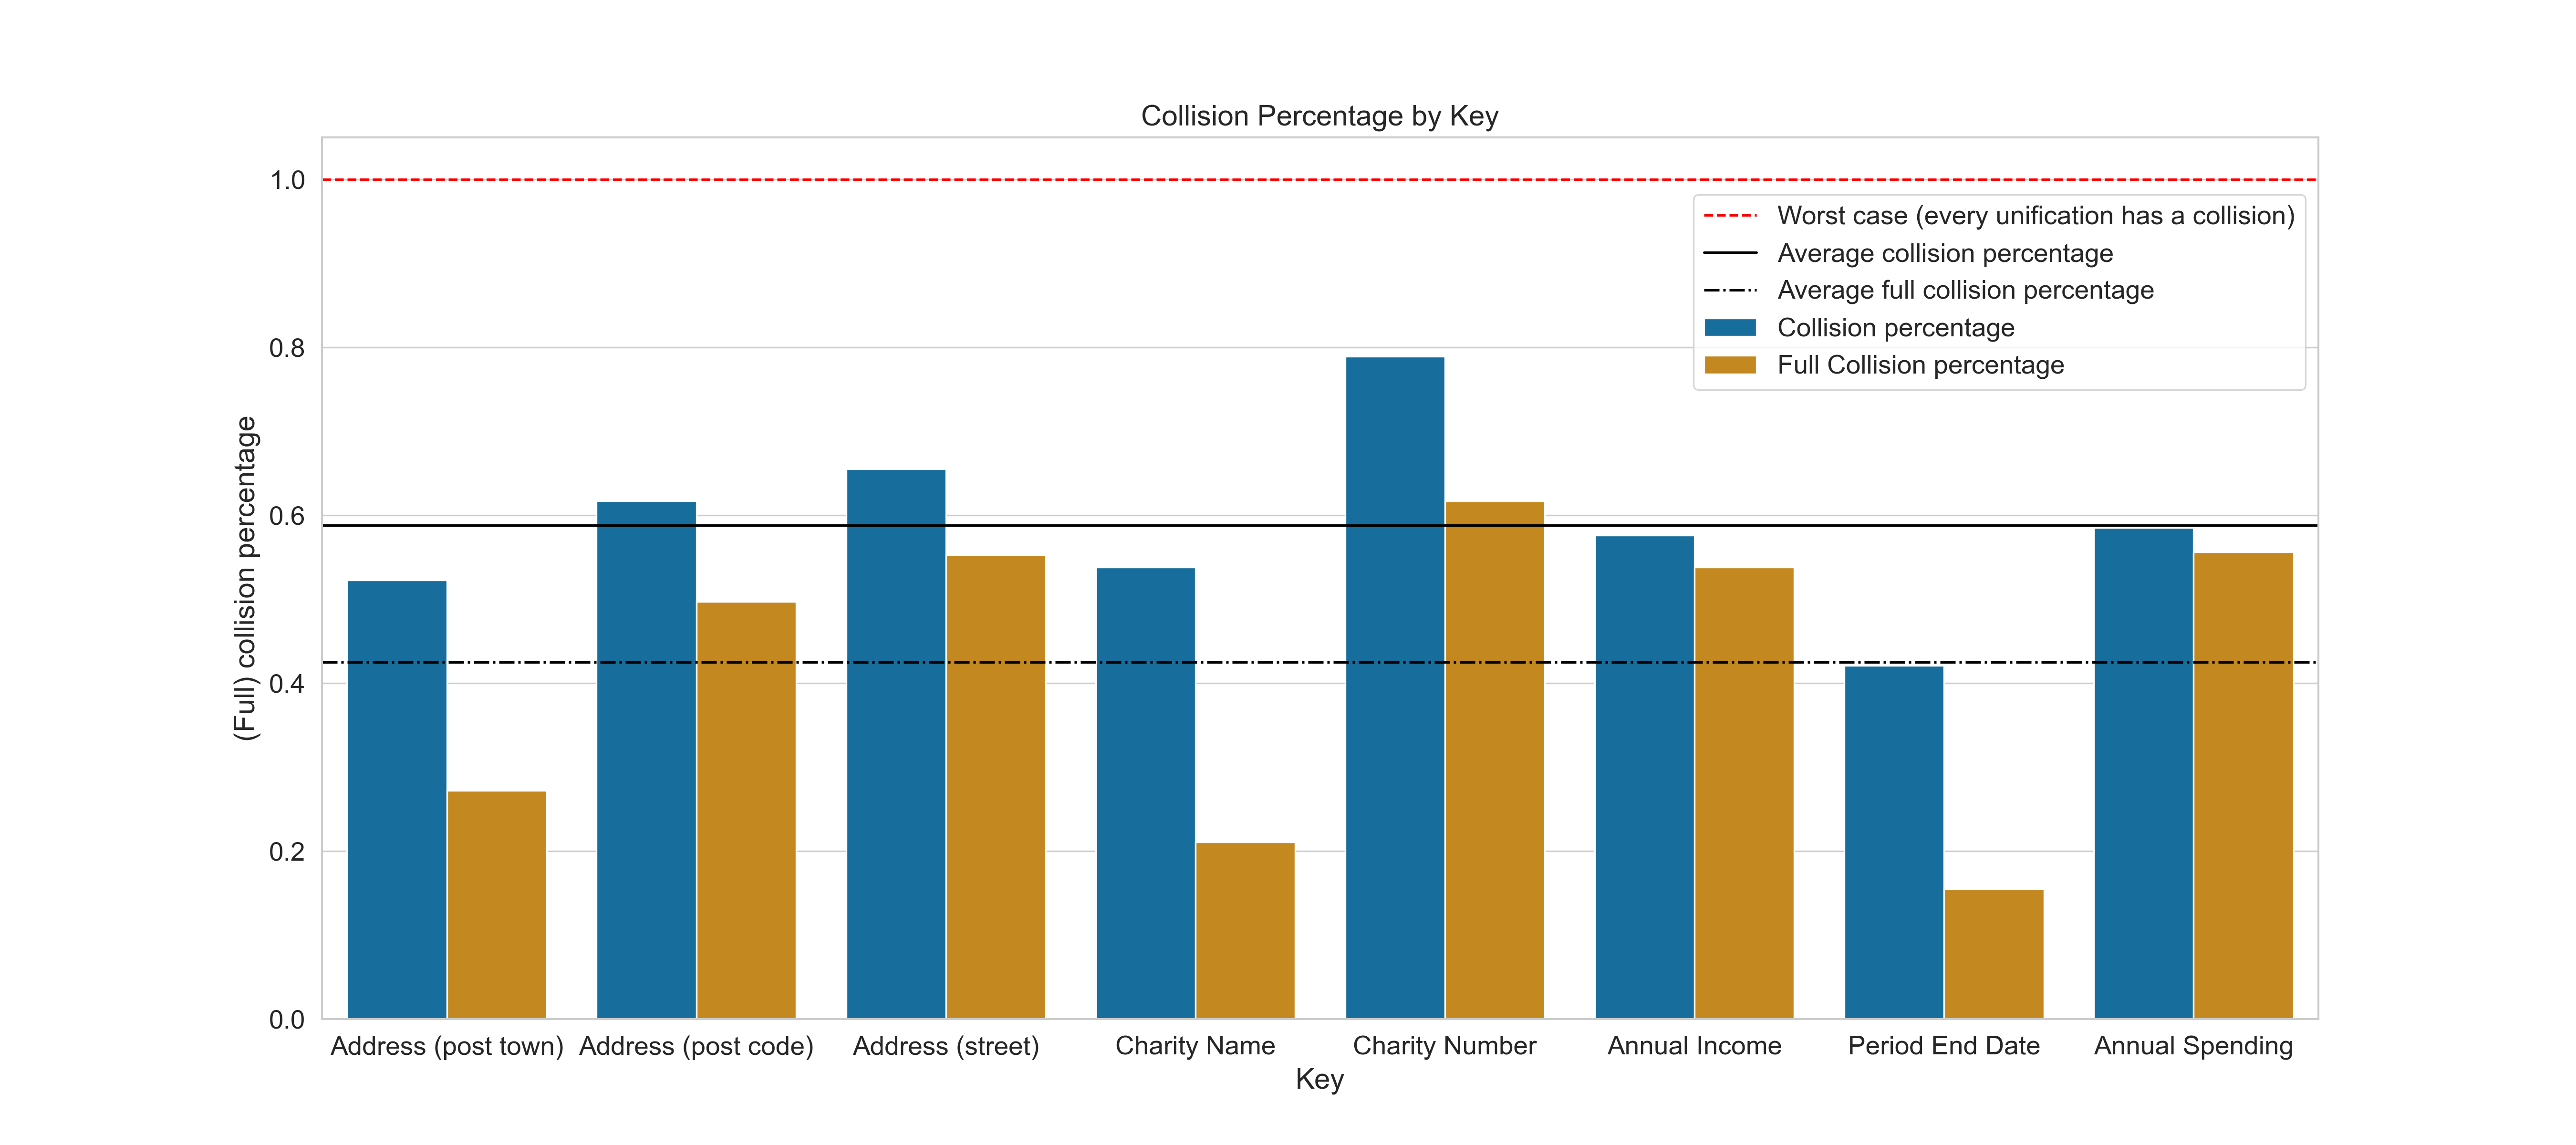 Collision Percentage by Key
1.0
0.8
0.6
0.4
0.2
0.0
(Full) collision percentage
Worst case (every unification has a collision)
Average collision percentage
Average full collision percentage
Collision percentage
Full Collision percentage
Address (post town) Address (post code) Address (street) Charity Name Charity Number Annual Income Period End Date Annual Spending
Key